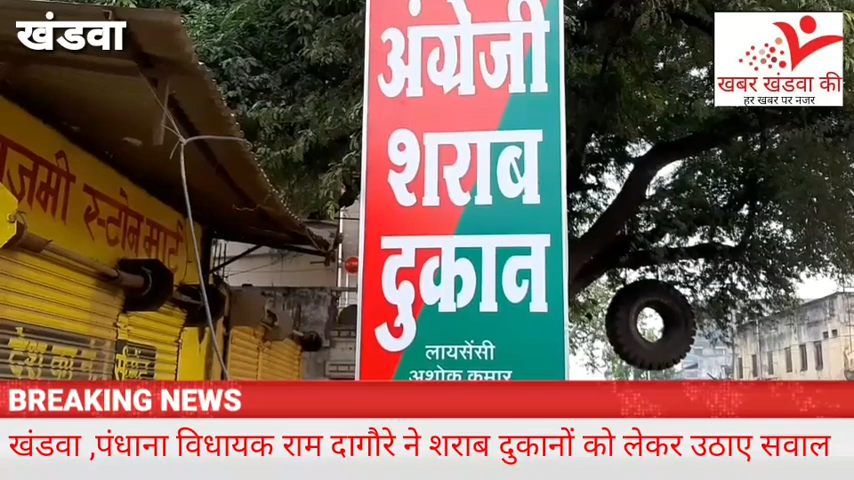 खंडवा
खबर खंडवा की
हर खबर पर नजर
अंग्रेजी
शराब
दुकान
लायसेंसी
अशोक कुमार
स्टोन मार्ट
BREAKING NEWS
खंडवा ,पंधाना विधायक राम दागौरे ने शराब दुकानों को लेकर उठाए सवाल